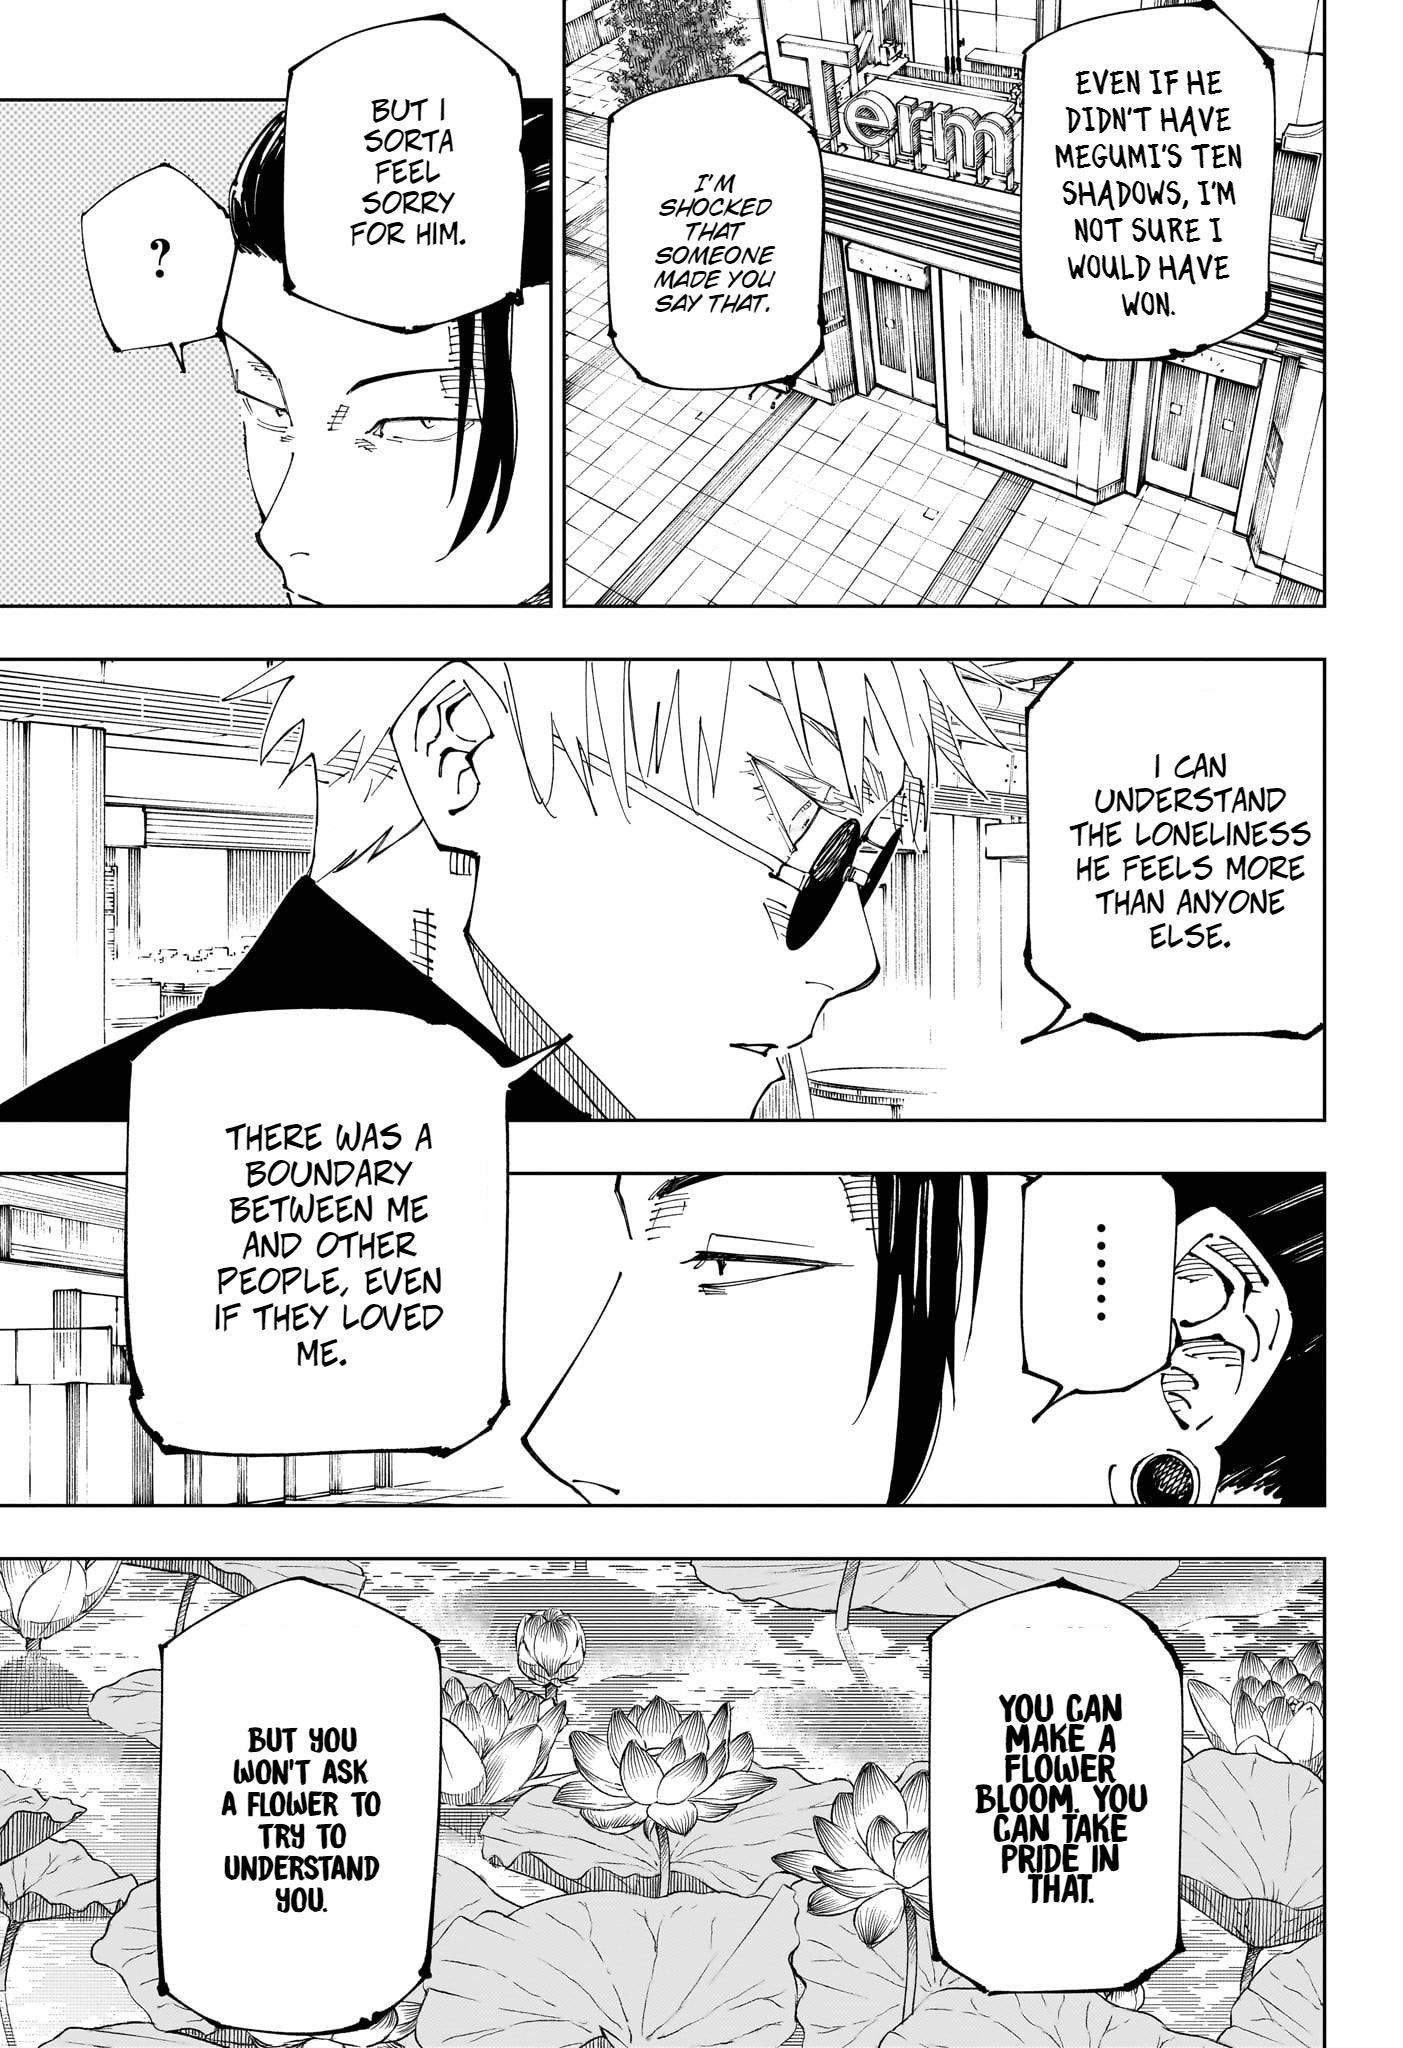 EVEN IF HE
DIDN'T HAVE
MEGUMI'S TEN
SHADOWS, I'M
NOT SURE I
WOULD HAVE
WON.
Term
I'M
SHOCKED
THAT
SOMEONE
MADE YOU
SAY THAT.
BUT I
SORTA
FEEL
SORRY
FOR HIM.
?
I CAN
UNDERSTAND
THE LONELINESS
HE FEELS MORE
THAN ANYONE
ELSE.
THERE WAS A
BOUNDARY
BETWEEN ME
AND OTHER
PEOPLE, EVEN
IF THEY LOVED
ME.
......
YOU CAN
MAKE A
FLOWER
BLOOM. YOU
CAN TAKE
PRIDE IN
THAT.
BUT YOU
WON'T ASK
A FLOWER TO
TRY TO
UNDERSTAND
YOU.